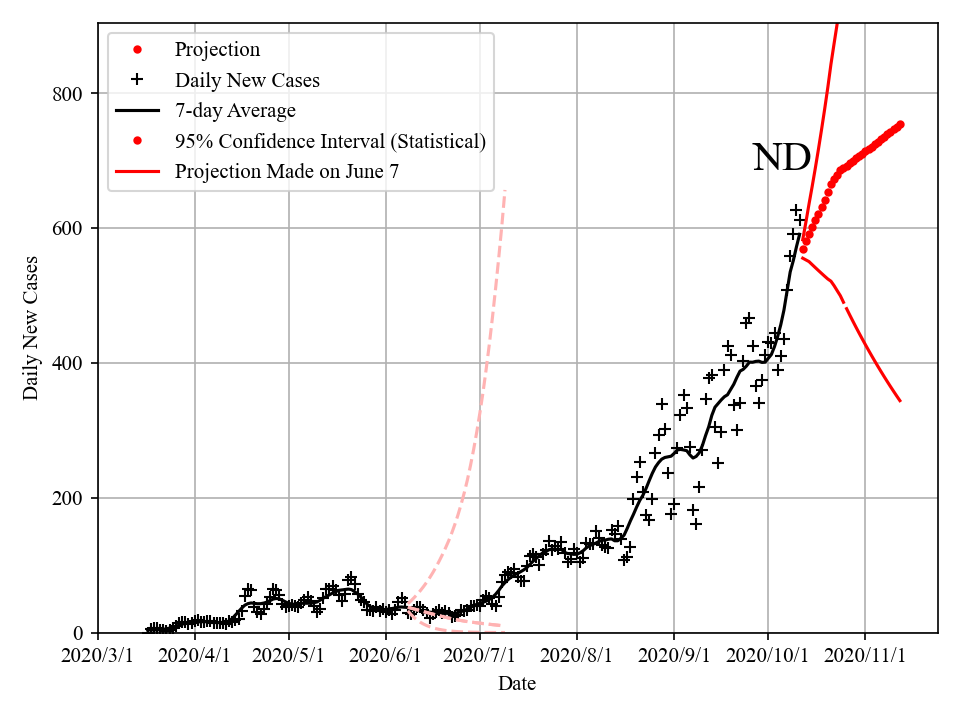 Projection
Daily New Cases
7-day Average
95% Confidence Interval (Statistical)
Projection Made on June 7
ND
800
600
400
200
0
Daily New Cases
2020/3/1 2020/4/1 2020/5/1 2020/6/1 2020/7/1 2020/8/1 2020/9/1 2020/10/1 2020/11/1
Date